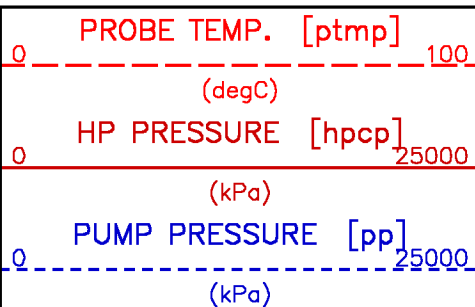 PROBE TEMP. [ptmp]
0 100
(degC)
HP PRESSURE [hpcp]
0 25000
(kPa)
PUMP PRESSURE [pp]
0 25000
(kPa)